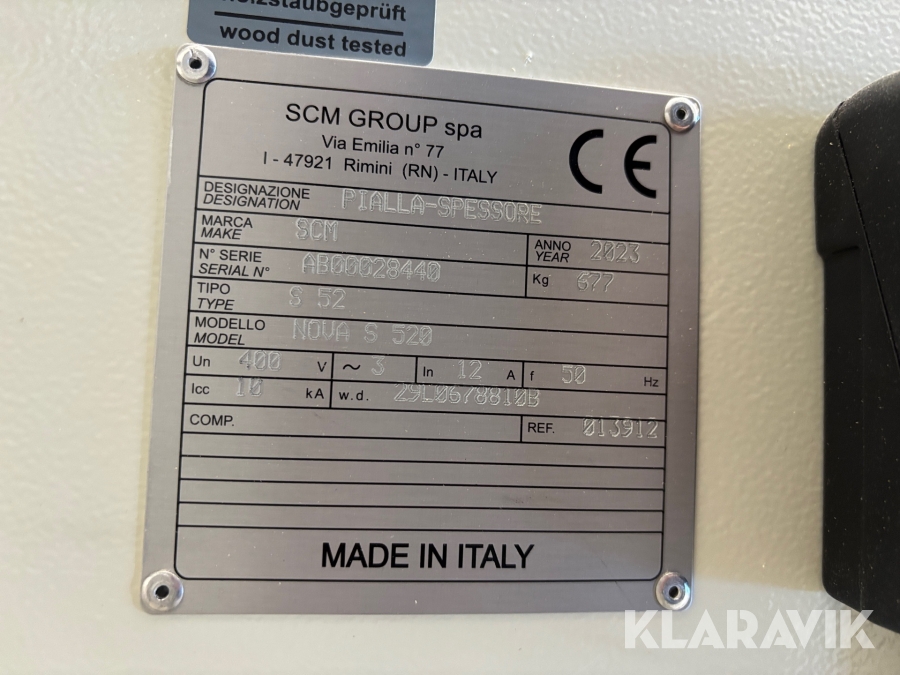 holzstaubgeprüft
wood dust tested
SCM GROUP spa
Via Emilia n° 77
I - 47921 Rimini (RN) - ITALY
CE
DESIGNAZIONE
DESIGNATION PIALLA-SPESSORE
MARCA
MAKE SCM
ANNO
YEAR 2023
N° SERIE
SERIAL N° AB00028440
Kg 677
TIPO
TYPE S 52
MODELLO
MODEL NOVA S 520
Un 400 V ~ 3 In 12 A f 50 Hz
Icc 10 kA w.d. 29L0678810B
COMP. REF. 013912
MADE IN ITALY
KLARAVIK